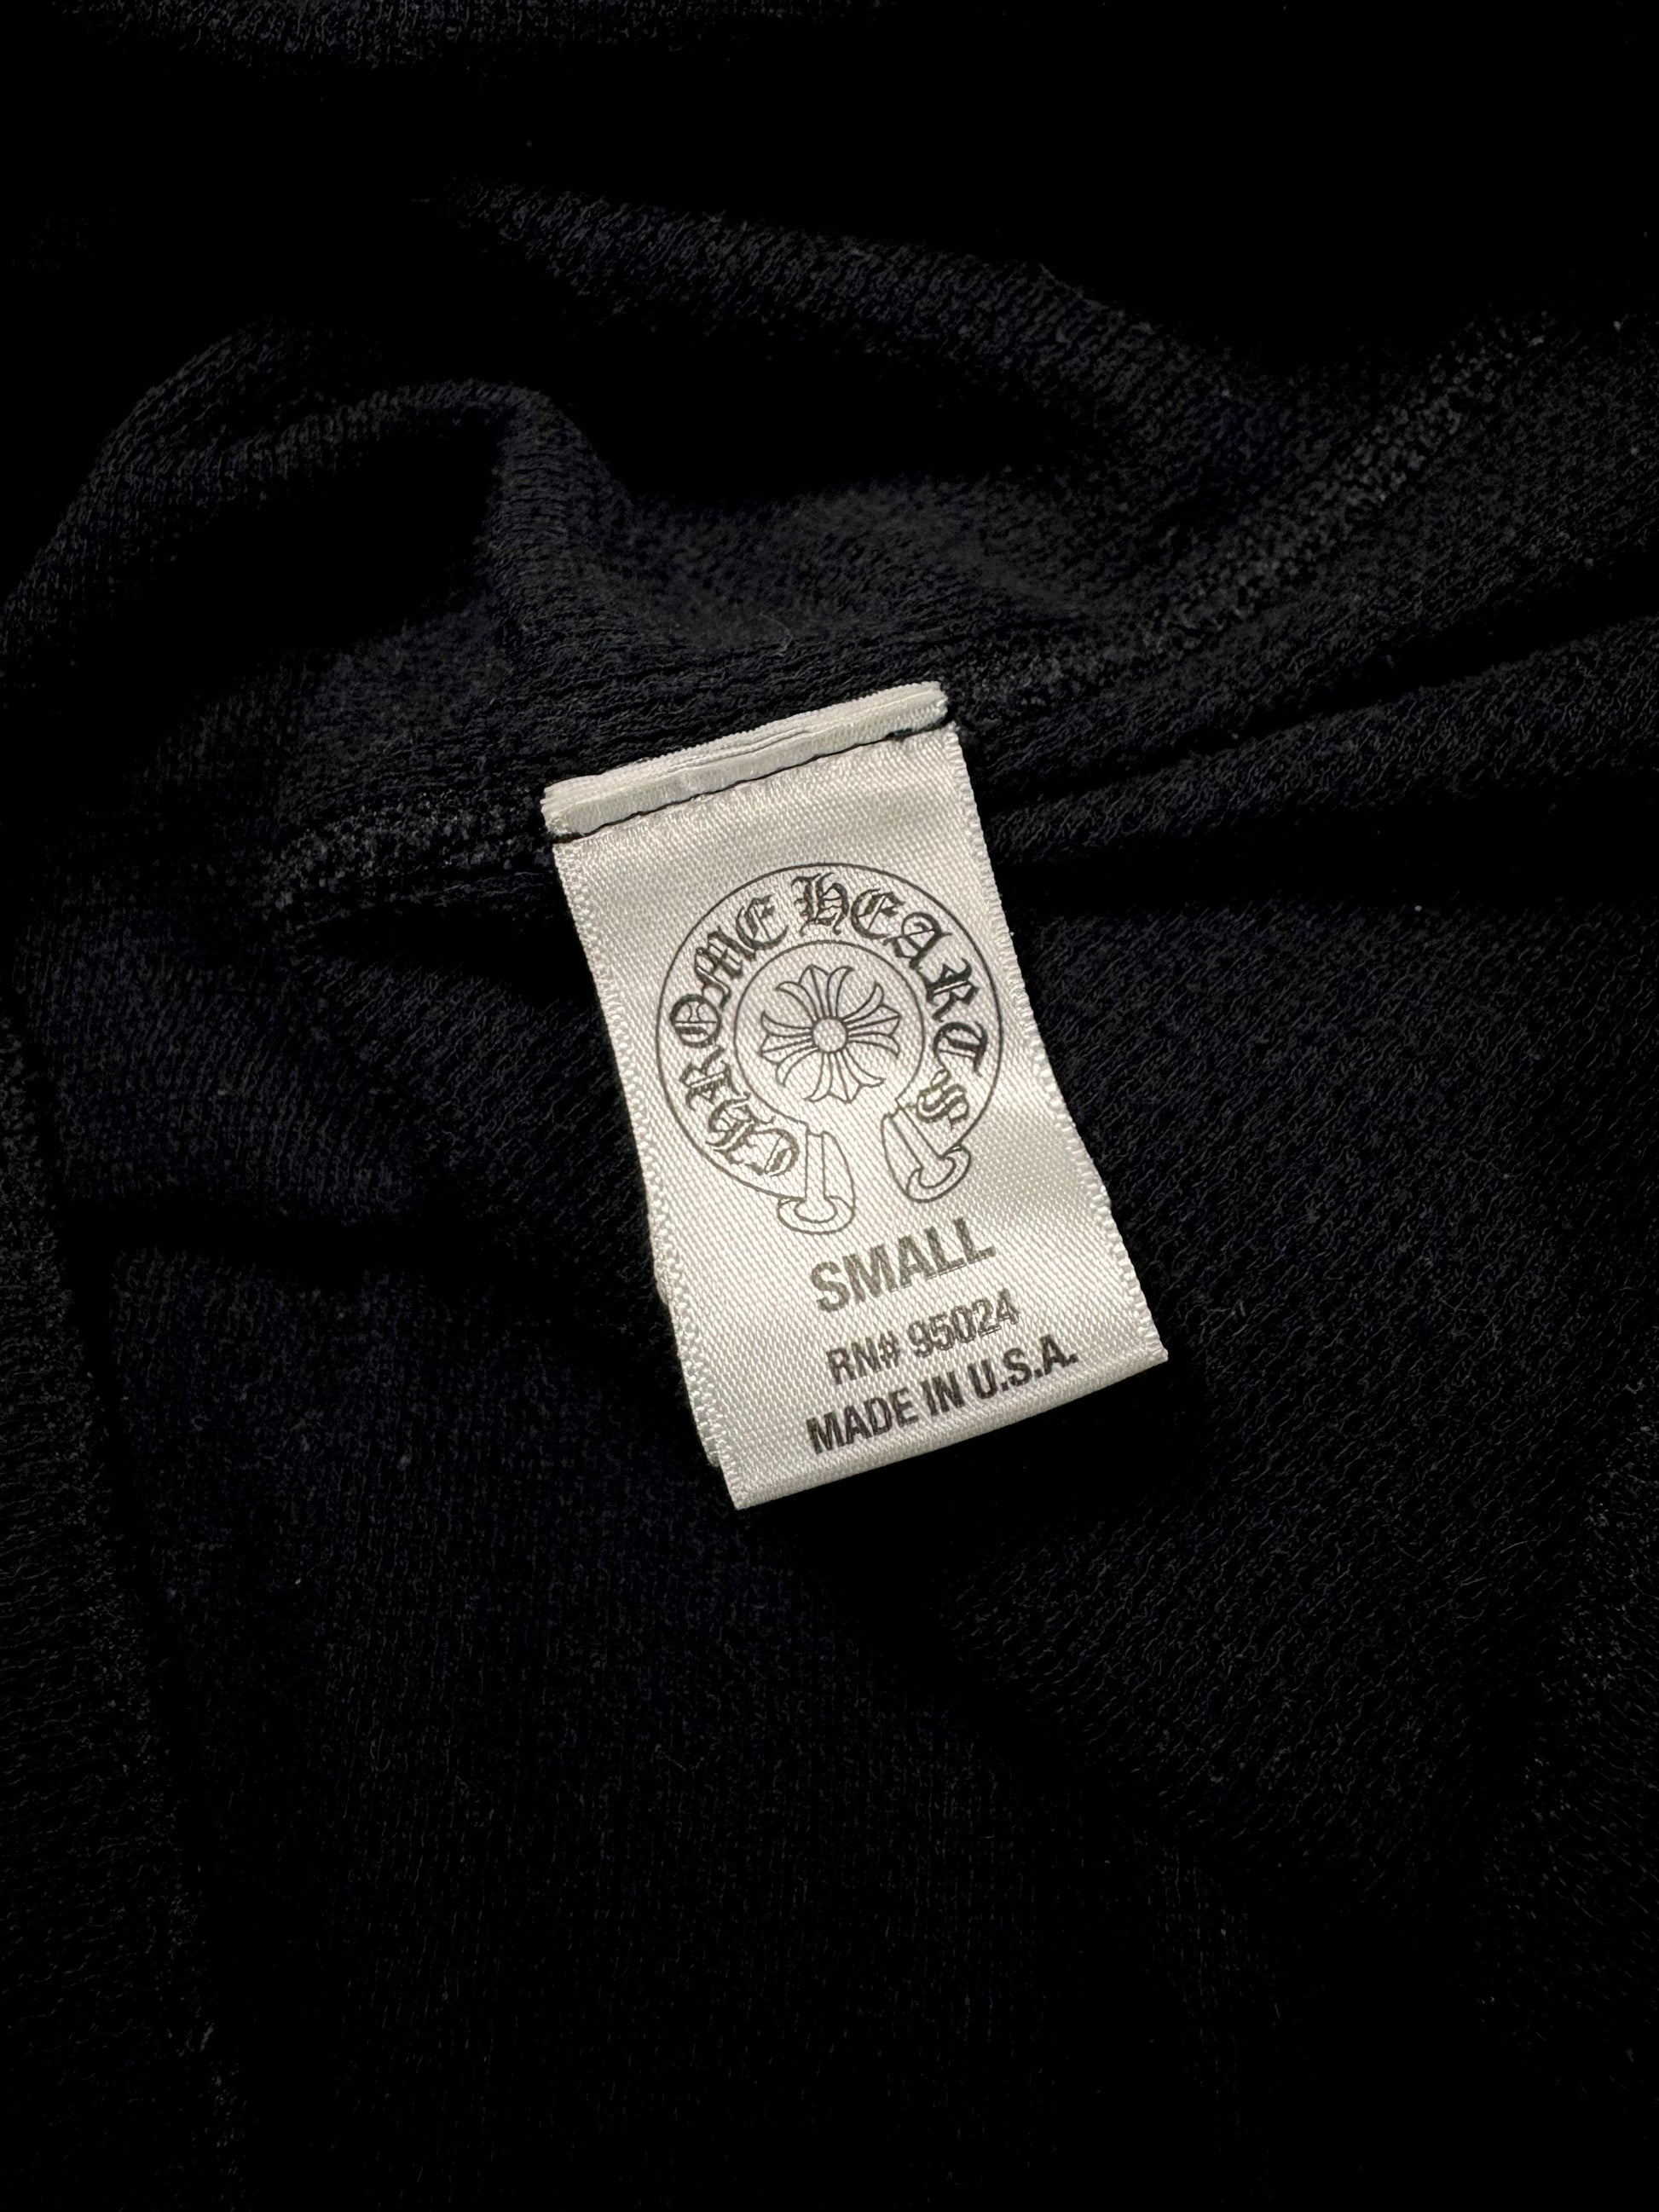 CHROME HEARTS
SMALL
RN# 95024
MADE IN U.S.A.